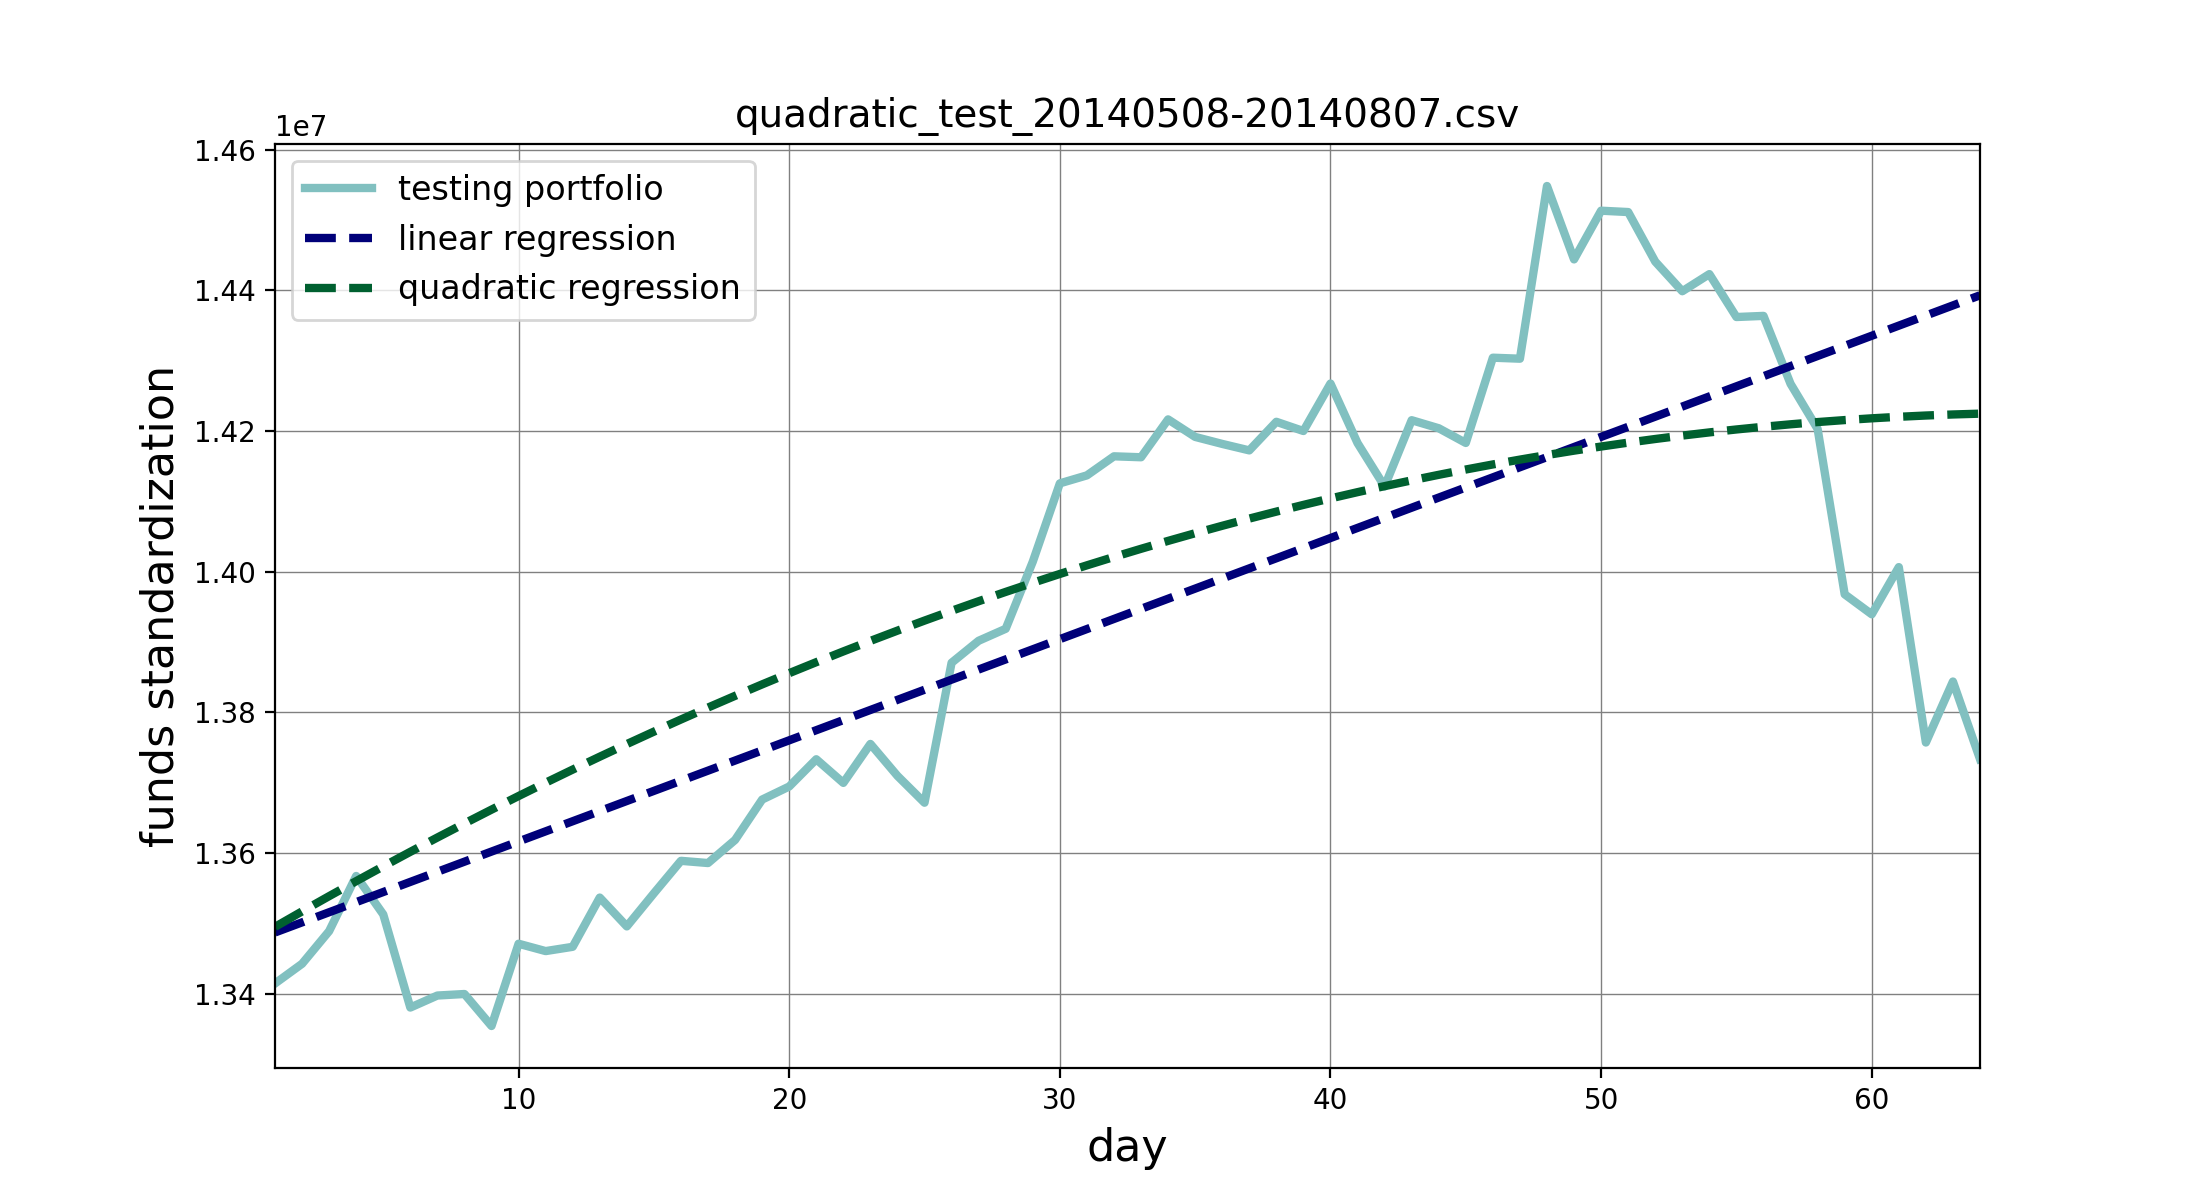 quadratic_test_20140508-20140807.csv
1e7
1.46
1.44
1.42
1.40
1.38
1.36
1.34
funds standardization
testing portfolio
linear regression
quadratic regression
10 20 30 40 50 60
day